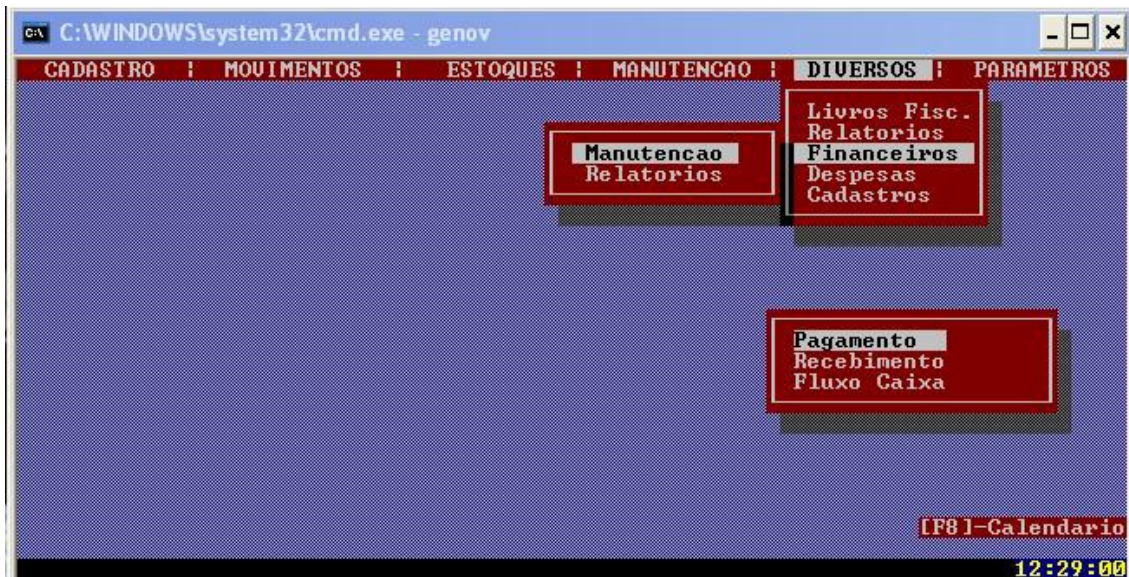 C:\WINDOWS\system32\cmd.exe - genov
CADASTRO ¦ MOVIMENTOS ¦ ESTOQUES ¦ MANUTENCAO ¦ DIVERSOS ¦ PARAMETROS
Livros Fisc.
Relatorios
Financeiros
Despesas
Cadastros
Manutencao
Relatorios
Pagamento
Recebimento
Fluxo Caixa
[F8]-Calendario
12:29:00